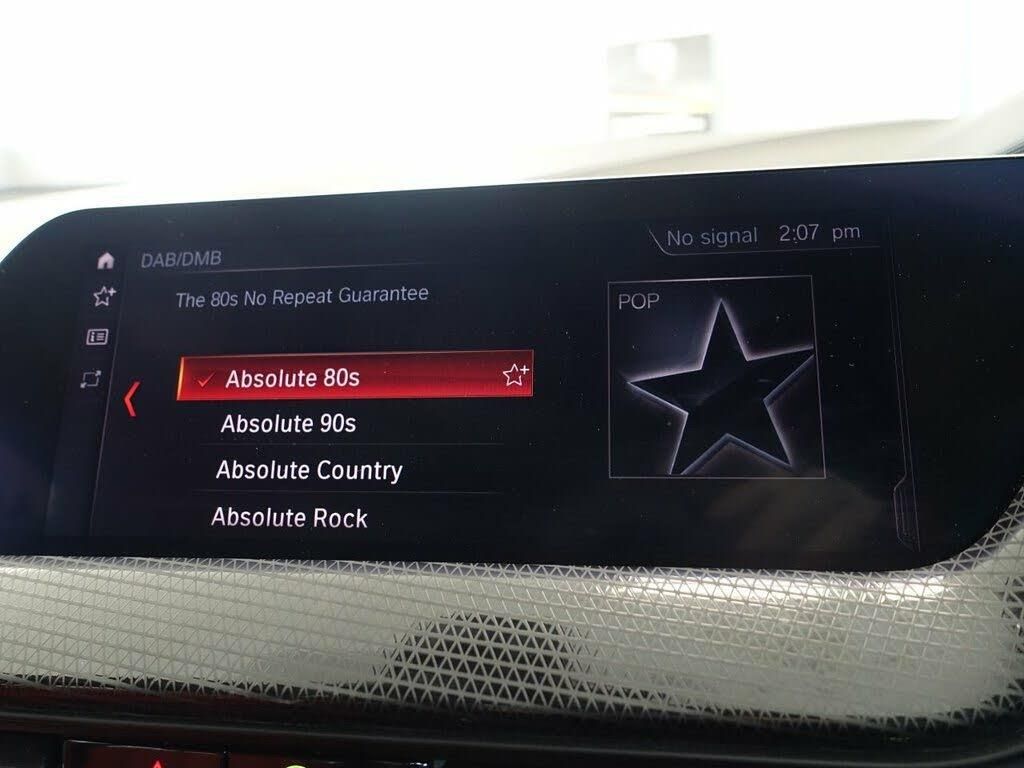 No signal 2:07 pm
DAB/DMB
The 80s No Repeat Guarantee
POP
Absolute 80s
Absolute 90s
Absolute Country
Absolute Rock